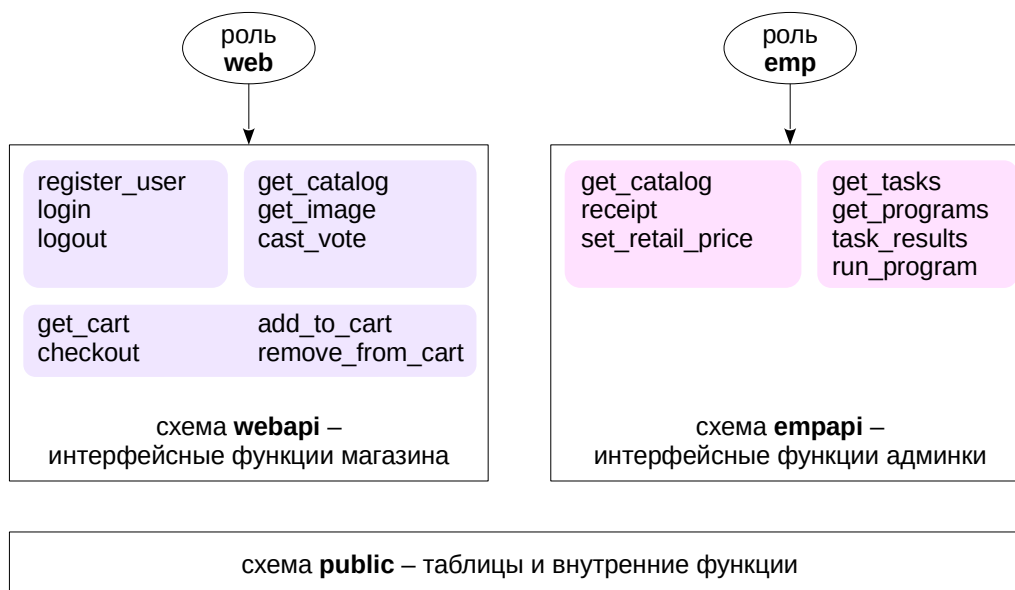 роль
web
роль
emp
register_user
login
logout
get_catalog
get_image
cast_vote
get_cart
checkout
add_to_cart
remove_from_cart
схема webapi –
интерфейсные функции магазина
get_catalog
receipt
set_retail_price
get_tasks
get_programs
task_results
run_program
схема empapi –
интерфейсные функции админки
схема public – таблицы и внутренние функции